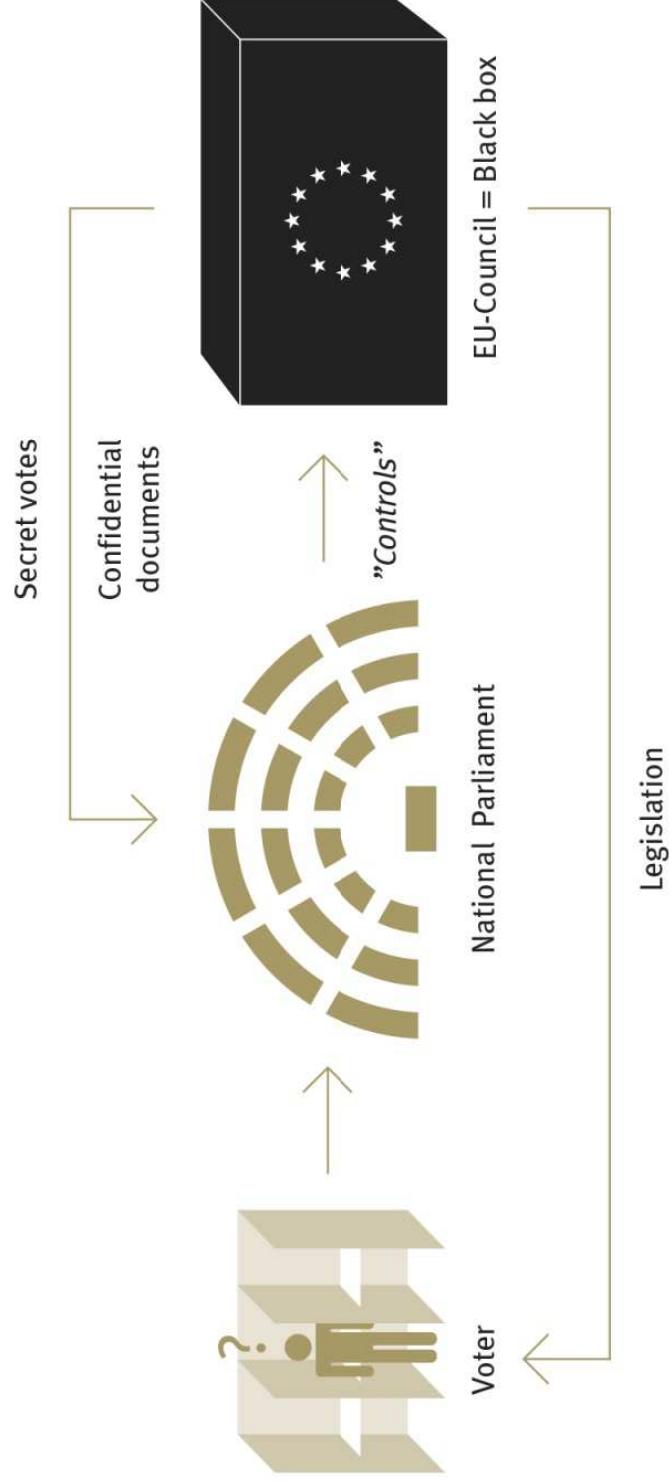 Secret votes
Confidential
documents
”Controls”
Voter
National Parliament
EU-Council = Black box
Legislation
?